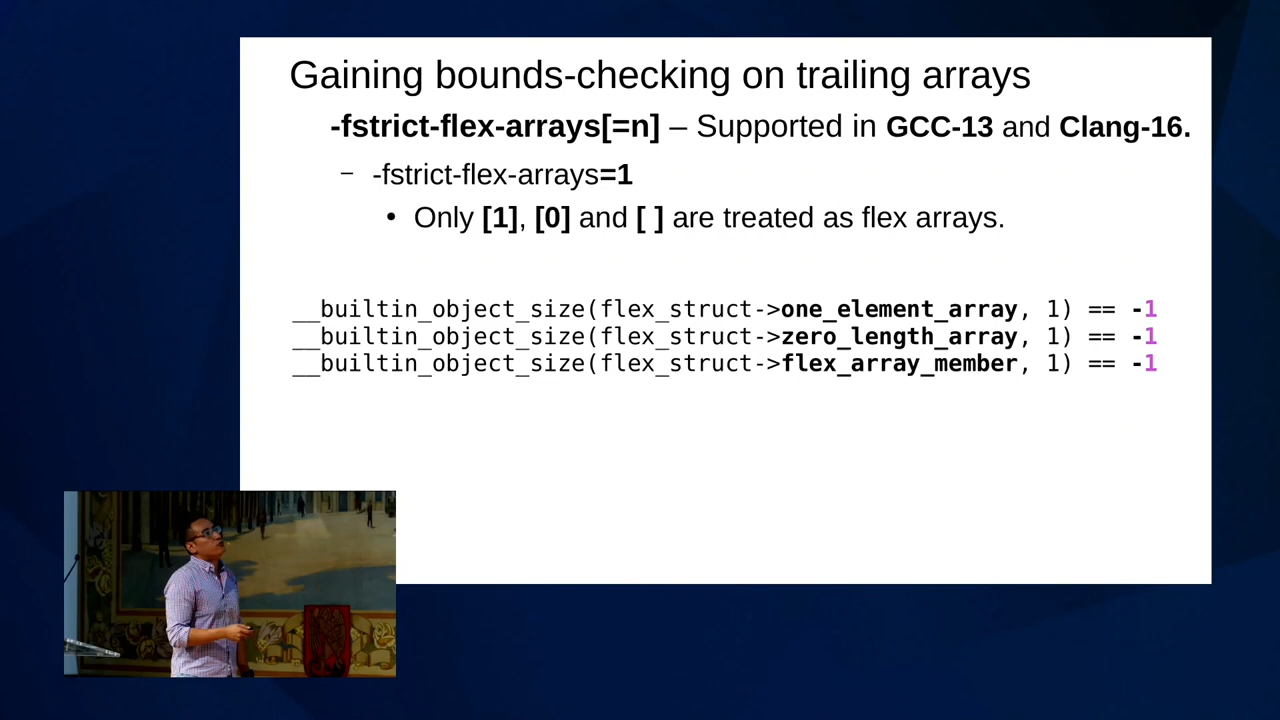 Gaining bounds-checking on trailing arrays
-fstrict-flex-arrays[=n] – Supported in GCC-13 and Clang-16.
– -fstrict-flex-arrays=1
• Only [1], [0] and [ ] are treated as flex arrays.
__builtin_object_size(flex_struct->one_element_array, 1) == -1
__builtin_object_size(flex_struct->zero_length_array, 1) == -1
__builtin_object_size(flex_struct->flex_array_member, 1) == -1